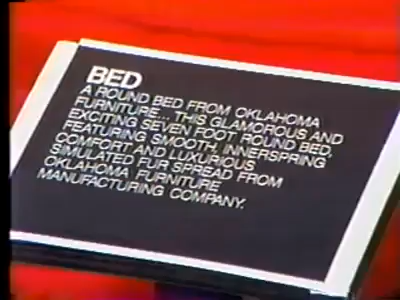 BED
A ROUND BED FROM OKLAHOMA
FURNITURE... THIS GLAMOROUS AND
EXCITING SEVEN FOOT ROUND BED,
FEATURING SMOOTH, INNERSPRING
COMFORT AND LUXURIOUS
SIMULATED FUR SPREAD FROM
OKLAHOMA FURNITURE
MANUFACTURING COMPANY.